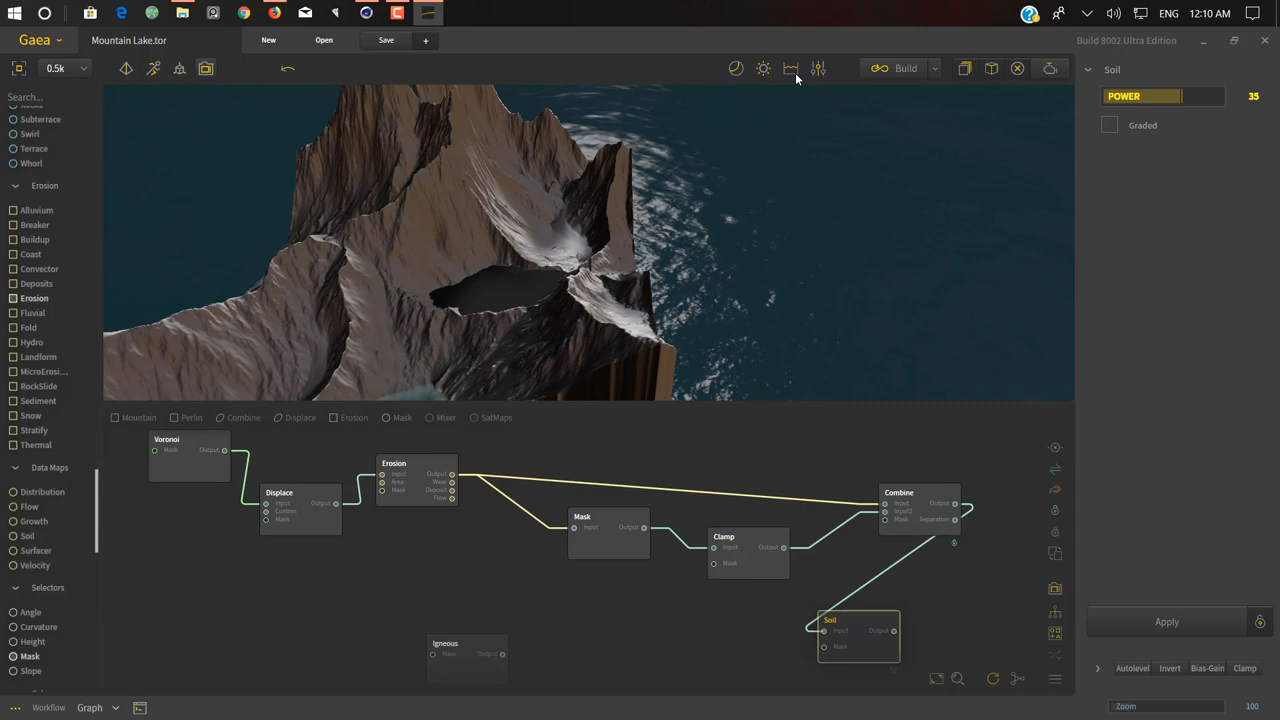 ENG 12:10 AM
Gaea
Mountain Lake.tor
New
Open
Save
+
Build 8002 Ultra Edition
0.5k
Build
Soil
POWER
35
Graded
Search...
Rocks
Subterrace
Swirl
Terrace
Whorl
Erosion
Alluvium
Breaker
Buildup
Coast
Convector
Deposits
Erosion
Fluvial
Fold
Hydro
Landform
MicroErosi...
RockSlide
Sediment
Snow
Stratify
Thermal
Data Maps
Distribution
Flow
Growth
Soil
Surfacer
Velocity
Selectors
Angle
Curvature
Height
Mask
Slope
Mountain
Perlin
Combine
Displace
Erosion
Mask
Mixer
SatMaps
Voronoi
Mask Output
Displace
Input Output
Custom
Mask
Erosion
Input Output
Area Wear
Mask Deposit
Flow
Mask
Input Output
Clamp
Input Output
Mask
Combine
Input Output
Input2
Mask Separation
Igneous
Mask Output
Soil
Input Output
Mask
Apply
Autolevel Invert Bias-Gain Clamp
Zoom 100
Workflow Graph